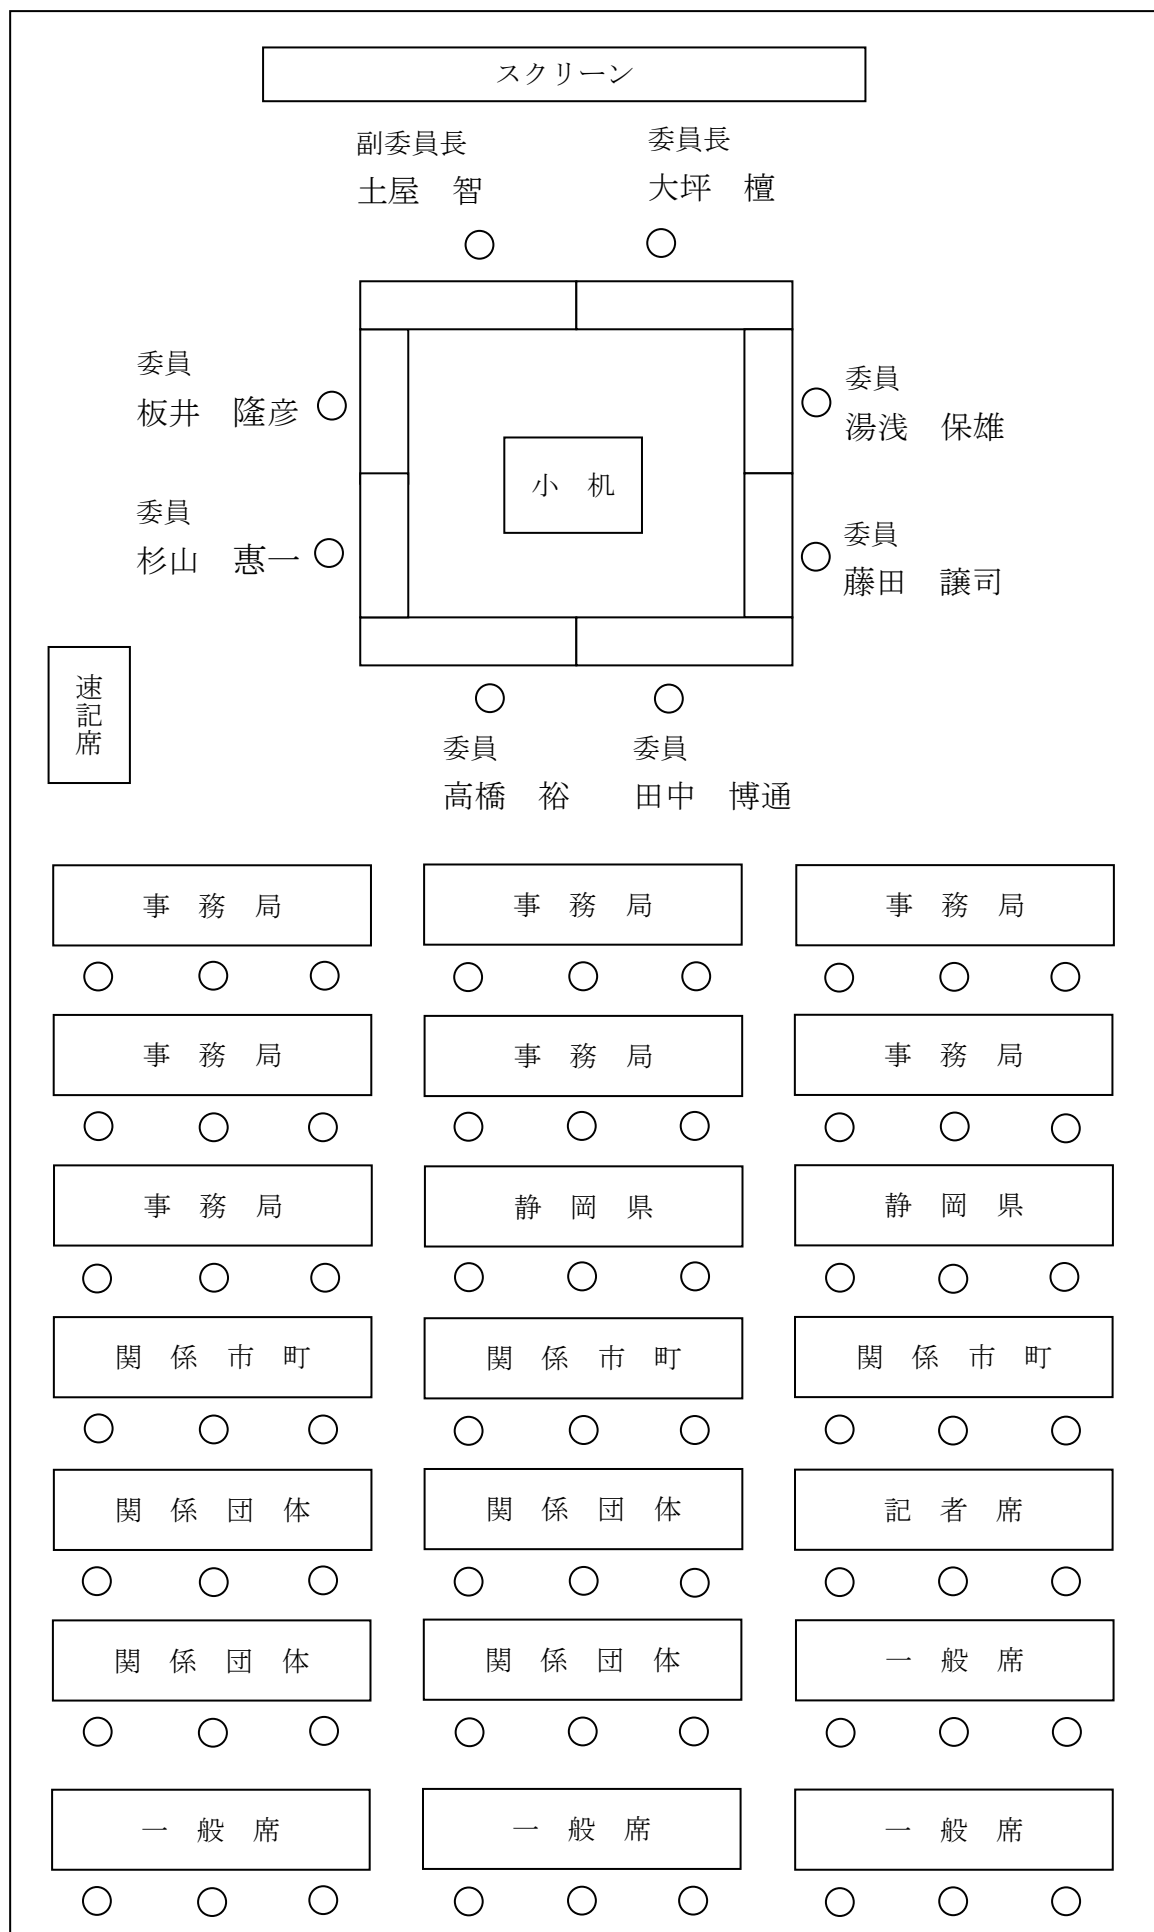 スクリーン
副委員長
土屋　智
委員長
大坪　檀
委員
板井　隆彦
委員
湯浅　保雄
小　机
委員
杉山　惠一
委員
藤田　譲司
速記席
委員
高橋　裕
委員
田中　博通
事　務　局
事　務　局
事　務　局
事　務　局
事　務　局
事　務　局
事　務　局
静　岡　県
静　岡　県
関　係　市　町
関　係　市　町
関　係　市　町
関　係　団　体
関　係　団　体
記　者　席
関　係　団　体
関　係　団　体
一　般　席
一　般　席
一　般　席
一　般　席